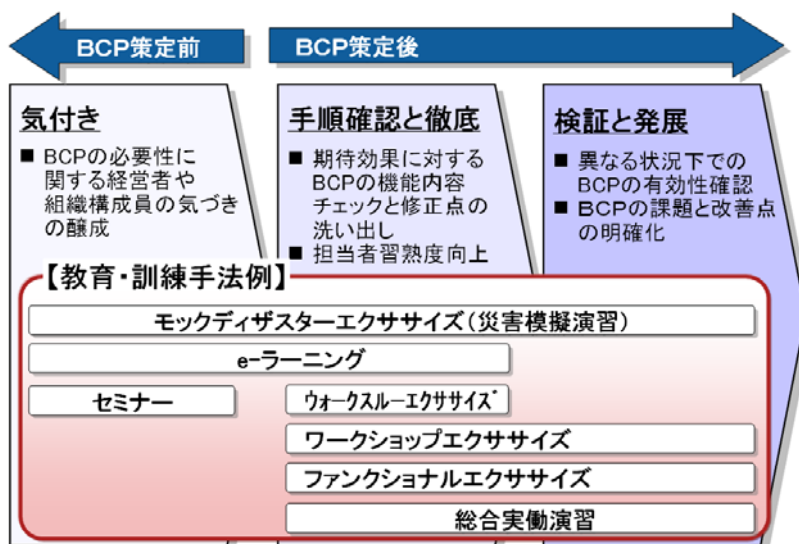 BCP策定前
BCP策定後
気付き
■ BCPの必要性に
関する経営者や
組織構成員の気づき
の醸成
手順確認と徹底
■ 期待効果に対する
BCPの機能内容
チェックと修正点の
洗い出し
■ 担当者習熟度向上
検証と発展
■ 異なる状況下での
BCPの有効性確認
■ BCPの課題と改善点
の明確化
【教育・訓練手法例】
モックディザスターエクササイズ(災害模擬演習)
e-ラーニング
セミナー
ウォークスルーエクササイズ
ワークショップエクササイズ
ファンクショナルエクササイズ
総合実働演習